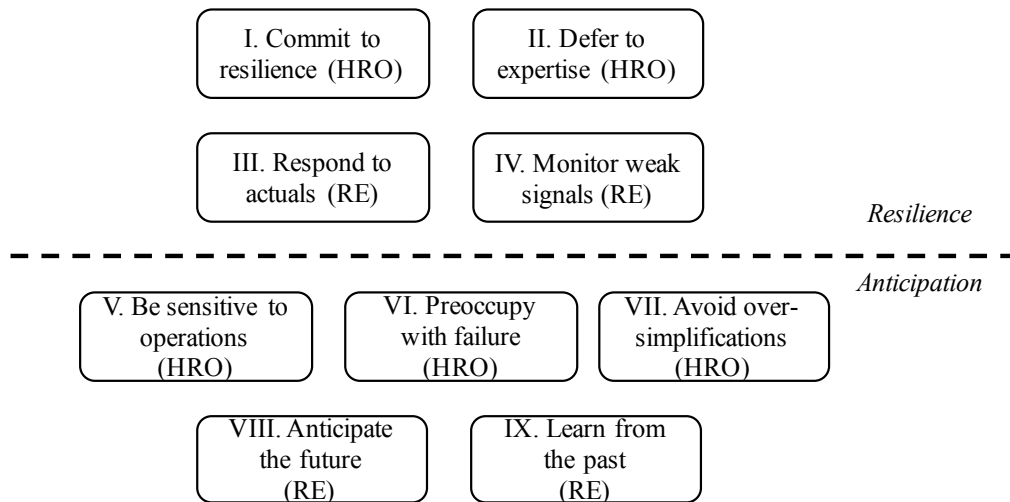 I. Commit to
resilience (HRO)
II. Defer to
expertise (HRO)
III. Respond to
actuals (RE)
IV. Monitor weak
signals (RE)
Resilience
Anticipation
V. Be sensitive to
operations
(HRO)
VI. Preoccupy
with failure
(HRO)
VII. Avoid over-
simplifications
(HRO)
VIII. Anticipate
the future
(RE)
IX. Learn from
the past
(RE)